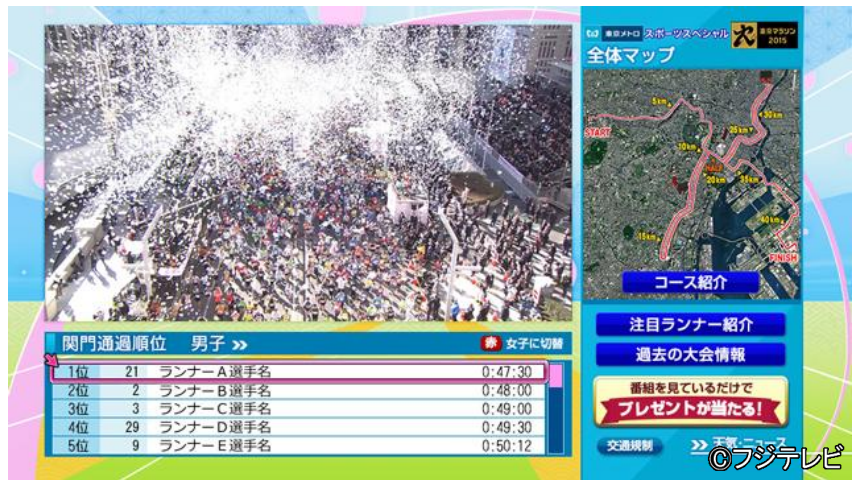 東京メトロ スポーツスペシャル 東京マラソン 2015
全体マップ
5km
START
30km
25km
10km
HALF
20km
35km
15km
40km
FINISH
コース紹介
注目ランナー紹介
過去の大会情報
番組を見ているだけで
プレゼントが当たる!
交通規制 >> 天気・ニュース
関門通過順位 男子 >> 赤 女子に切替
1位 21 ランナーA選手名 0:47:30
2位 2 ランナーB選手名 0:48:00
3位 3 ランナーC選手名 0:49:00
4位 29 ランナーD選手名 0:49:30
5位 9 ランナーE選手名 0:50:12
©フジテレビ